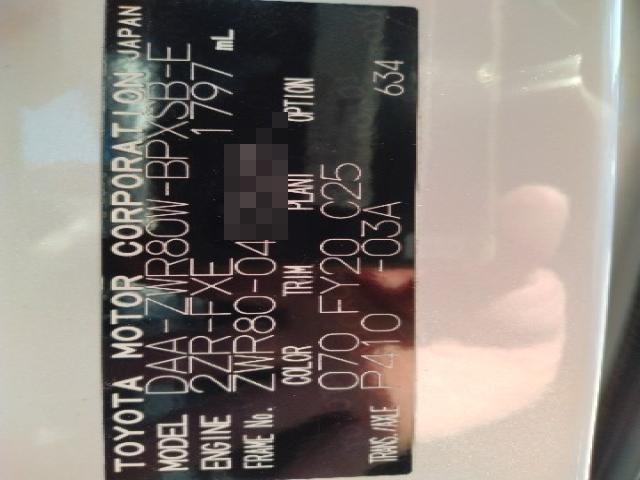 TOYOTA MOTOR CORPORATION JAPAN
MODEL DAA-ZWR80W-BPXSB-E
ENGINE 2ZR-FXE 1797 mL
FRAME No. ZWR80-04
COLOR TRIM PLANT OPTION
070 FY20 C25
TRANS./AXLE P410 -03A 634